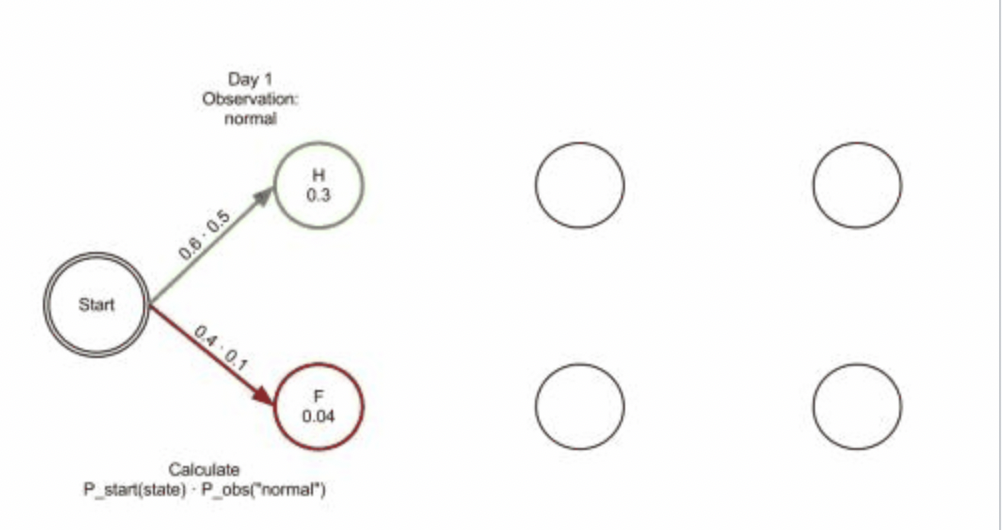 Day 1
Observation:
normal
H
0.3
0.6 · 0.5
Start
0.4 · 0.1
F
0.04
Calculate
P_start(state) · P_obs("normal")